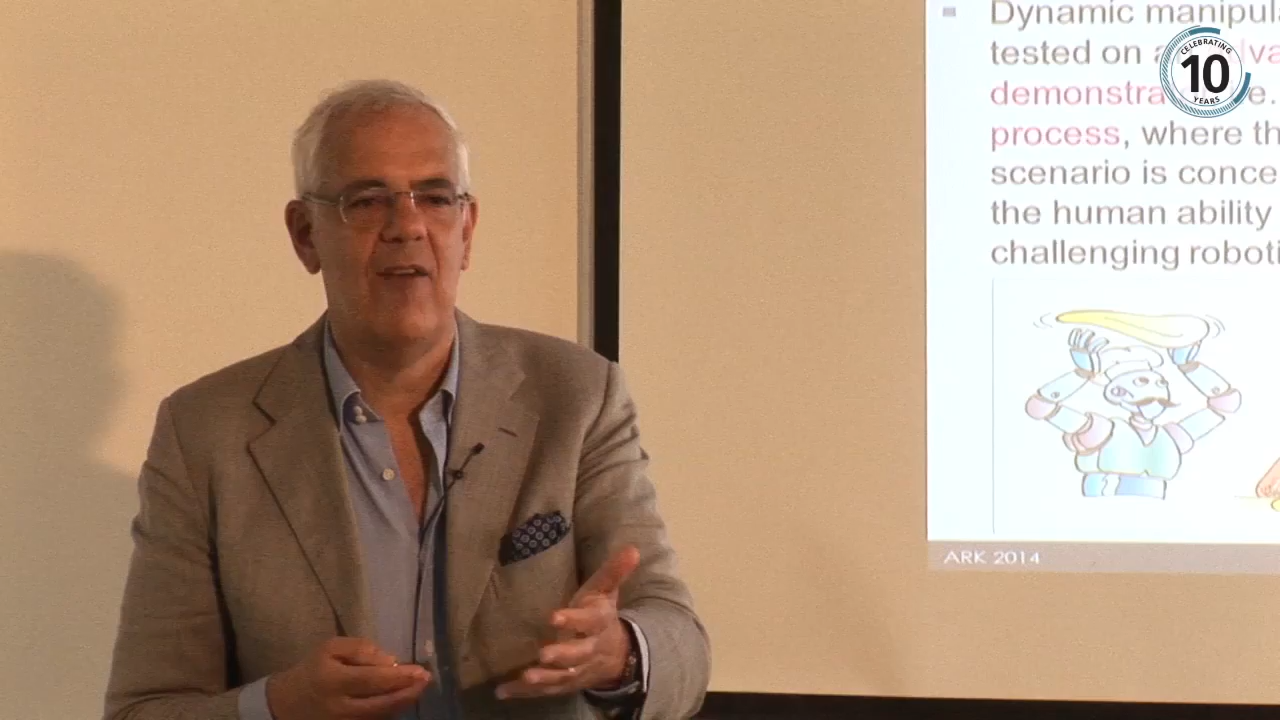 Dynamic manipul
tested on a
demonstra e.
process, where th
scenario is conce
the human ability
challenging roboti
ARK 2014
CELEBRATING
10
YEARS